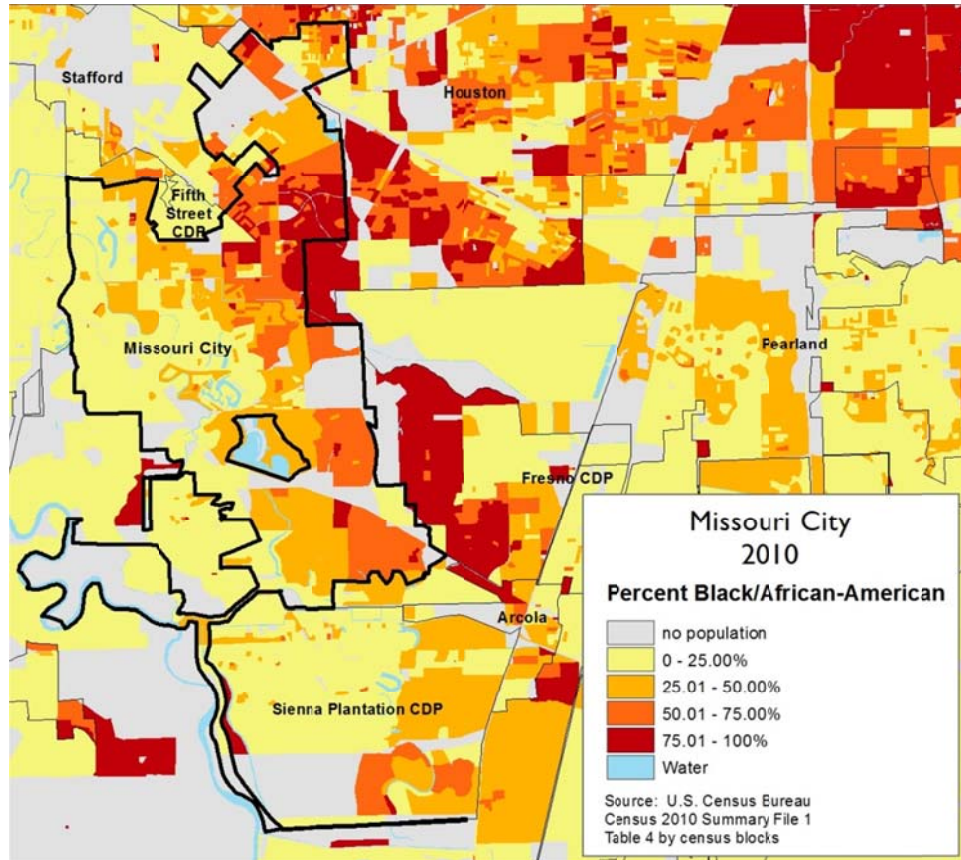 Stafford
Houston
Fifth
Street
CDP
Missouri City
Pearland
Fresno CDP
Arcola
Sienna Plantation CDP
Missouri City
2010
Percent Black/African-American
no population
0 - 25.00%
25.01 - 50.00%
50.01 - 75.00%
75.01 - 100%
Water
Source: U.S. Census Bureau
Census 2010 Summary File 1
Table 4 by census blocks